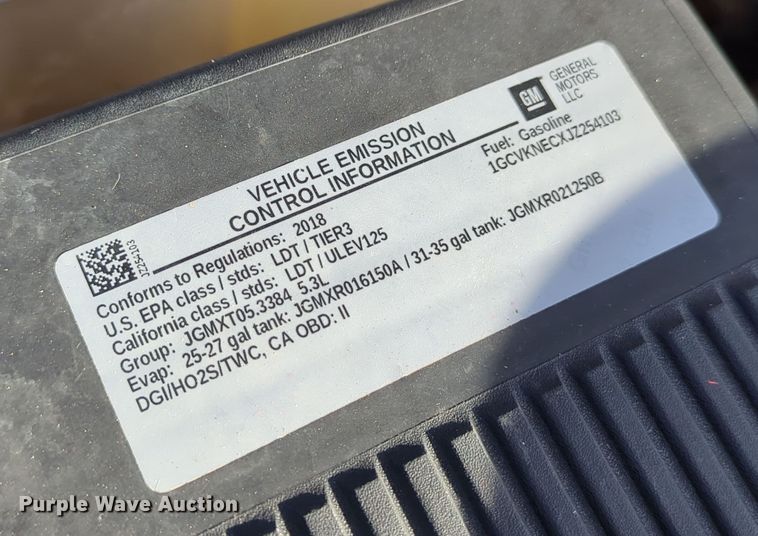 GM
GENERAL
MOTORS
LLC
VEHICLE EMISSION
CONTROL INFORMATION
Fuel: Gasoline
1GCVKNECXJZ254103
JZ254103
Conforms to Regulations: 2018
U.S. EPA class / stds: LDT / TIER3
California class / stds: LDT / ULEV125
Group: JGMXT05.3384 5.3L
Evap: 25-27 gal tank: JGMXR016150A / 31-35 gal tank: JGMXR021250B
DGI//HO2S/TWC, CA OBD: II
Purple Wave Auction